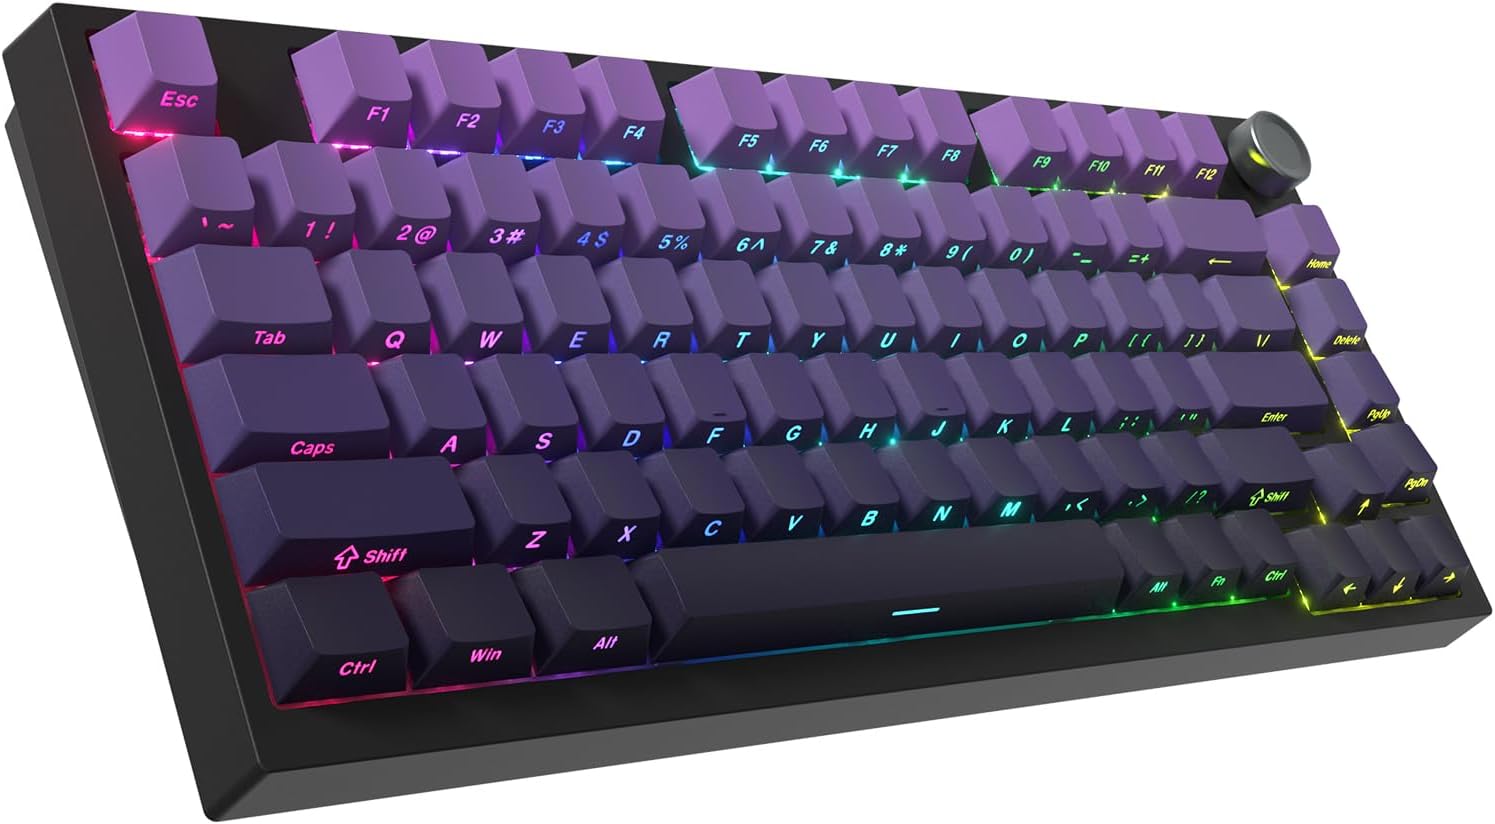 Esc F1 F2 F3 F4 F5 F6 F7 F8 F9 F10 F11 F12
'~ 1! 2@ 3# 4$ 5% 6^ 7& 8* 9( 0) -_ =+ ← Home
Tab Q W E R T Y U I O P [{ ]} \/ Delete
Caps A S D F G H J K L ;: '" Enter PgUp
⇧Shift Z X C V B N M ,< .> /? ⇧Shift ↑ PgDn
Ctrl Win Alt Alt Fn Ctrl ← ↓ →